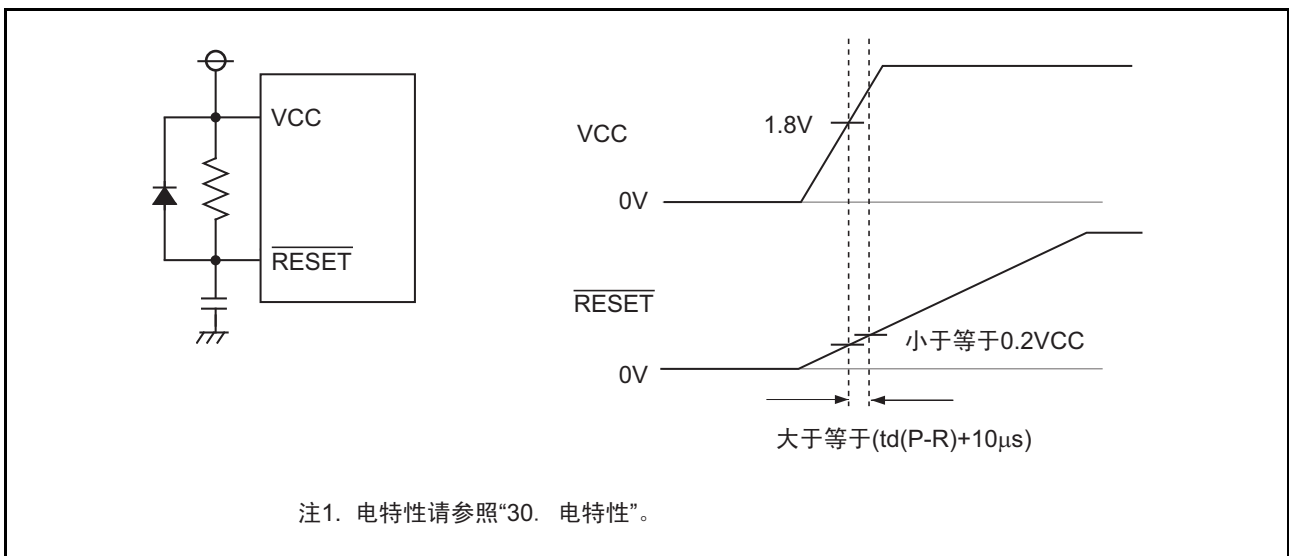 VCC
RESET
VCC
1.8V
0V
RESET
小于等于0.2VCC
0V
大于等于(td(P-R)+10μs)
注1. 电特性请参照“30. 电特性”。